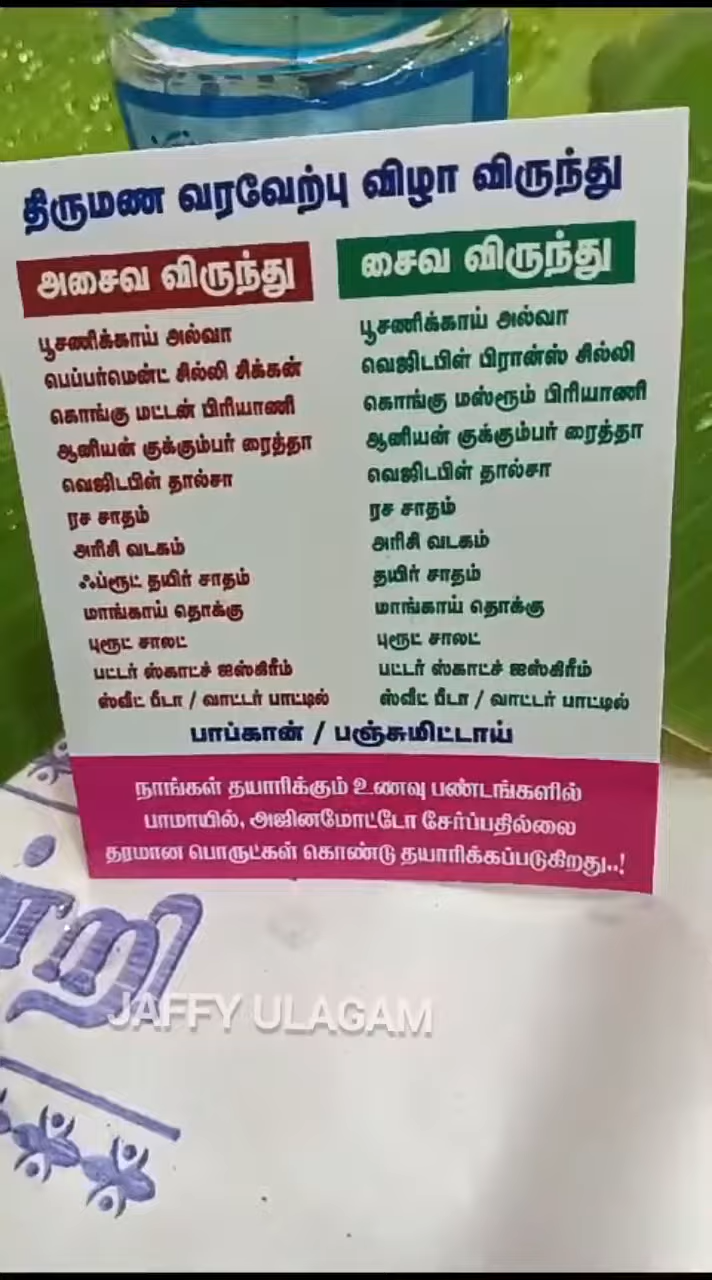 திருமண வரவேற்பு விழா விருந்து
அசைவ விருந்து
பூசணிக்காய் அல்வா
பெப்பர்மென்ட் சில்லி சிக்கன்
கொங்கு மட்டன் பிரியாணி
ஆனியன் குக்கும்பர் ரைத்தா
வெஜிடபிள் தால்சா
ரச சாதம்
அரிசி வடகம்
ஃப்ரூட் தயிர் சாதம்
மாங்காய் தொக்கு
புரூட் சாலட்
பட்டர் ஸ்காட்ச் ஐஸ்கிரீம்
ஸ்வீட் பீடா / வாட்டர் பாட்டில்
சைவ விருந்து
பூசணிக்காய் அல்வா
வெஜிடபிள் பிரான்ஸ் சில்லி
கொங்கு மஸ்ரூம் பிரியாணி
ஆனியன் குக்கும்பர் ரைத்தா
வெஜிடபிள் தால்சா
ரச சாதம்
அரிசி வடகம்
தயிர் சாதம்
மாங்காய் தொக்கு
புரூட் சாலட்
பட்டர் ஸ்காட்ச் ஐஸ்கிரீம்
ஸ்வீட் பீடா / வாட்டர் பாட்டில்
பாப்கான் / பஞ்சுமிட்டாய்
நாங்கள் தயாரிக்கும் உணவு பண்டங்களில்
பாமாயில், அஜினமோட்டோ சேர்ப்பதில்லை
தரமான பொருட்கள் கொண்டு தயாரிக்கப்படுகிறது..!
ன்றி
JAFFY ULAGAM